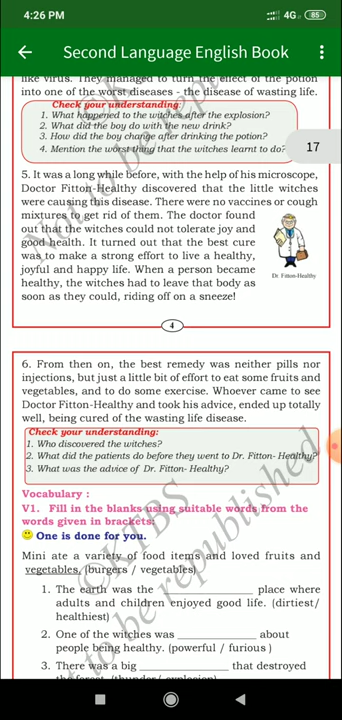 4:26 PM
4G 85
Second Language English Book
like virus. They managed to turn the effect of the potion
into one of the worst diseases - the disease of wasting life.
Check your understanding:
1. What happened to the witches after the explosion?
2. What did the boy do with the new drink?
3. How did the boy change after drinking the potion?
4. Mention the worst thing that the witches learnt to do?
17
5. It was a long while before, with the help of his microscope,
Doctor Fitton-Healthy discovered that the little witches
were causing this disease. There were no vaccines or cough
mixtures to get rid of them. The doctor found
out that the witches could not tolerate joy and
good health. It turned out that the best cure
was to make a strong effort to live a healthy,
joyful and happy life. When a person became
healthy, the witches had to leave that body as
soon as they could, riding off on a sneeze!
Dr. Fitton-Healthy
4
6. From then on, the best remedy was neither pills nor
injections, but just a little bit of effort to eat some fruits and
vegetables, and to do some exercise. Whoever came to see
Doctor Fitton-Healthy and took his advice, ended up totally
well, being cured of the wasting life disease.
Check your understanding:
1. Who discovered the witches?
2. What did the patients do before they went to Dr. Fitton- Healthy?
3. What was the advice of Dr. Fitton- Healthy?
Vocabulary :
V1. Fill in the blanks using suitable words from the
words given in brackets:
One is done for you.
Mini ate a variety of food items and loved fruits and
vegetables. (burgers / vegetables)
1. The earth was the ________________ place where
adults and children enjoyed good life. (dirtiest/
healthiest)
2. One of the witches was _____________ about
people being healthy. (powerful / furious )
3. There was a big ______________ that destroyed
the forest. (thunder/ explosion)
©KTBS
Not to be republished